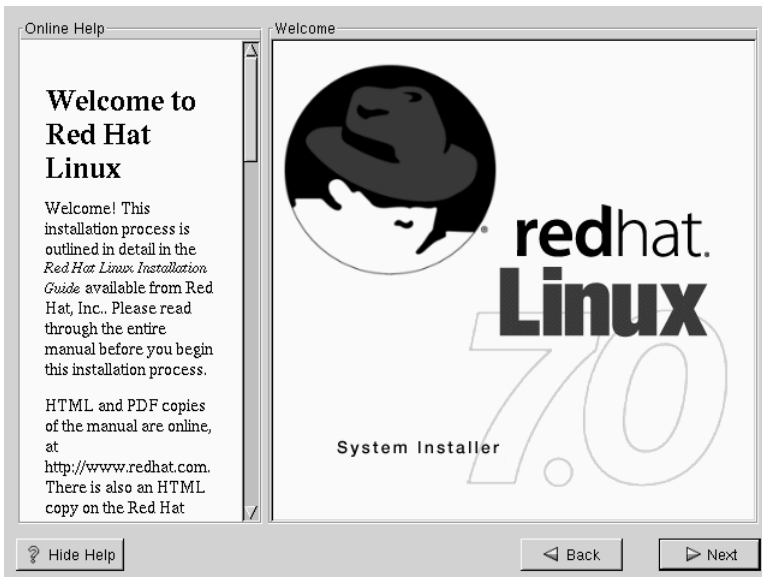 Online Help
Welcome to
Red Hat
Linux
Welcome! This
installation process is
outlined in detail in the
Red Hat Linux Installation
Guide available from Red
Hat, Inc.. Please read
through the entire
manual before you begin
this installation process.
HTML and PDF copies
of the manual are online,
at
http://www.redhat.com.
There is also an HTML
copy on the Red Hat
Welcome
redhat.
Linux
7.0
System Installer
Hide Help
Back
Next